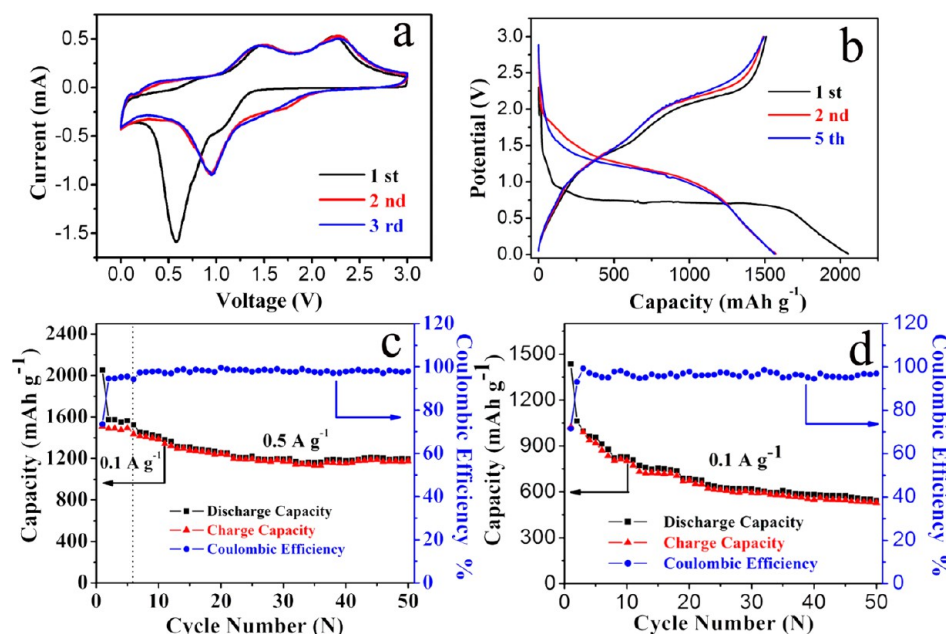 a
0.5
0.0
-0.5
-1.0
-1.5
Current (mA)
1 st
2 nd
3 rd
0.0 0.5 1.0 1.5 2.0 2.5 3.0
Voltage (V)
b
3.0
2.5
2.0
1.5
1.0
0.5
0.0
Potential (V)
1 st
2 nd
5 th
0 500 1000 1500 2000
Capacity (mAh g-1)
c
2400
2000
1600
1200
800
400
0
Capacity (mAh g-1)
120
100
80
60
40
20
0
Coulombic Efficiency %
0.1 A g-1
0.5 A g-1
Discharge Capacity
Charge Capacity
Coulombic Efficiency
0 10 20 30 40 50
Cycle Number (N)
d
1500
1200
900
600
300
0
Capacity (mAh g-1)
120
100
80
60
40
20
0
Coulombic Efficiency %
0.1 A g-1
Discharge Capacity
Charge Capacity
Coulombic Efficiency
0 10 20 30 40 50
Cycle Number (N)